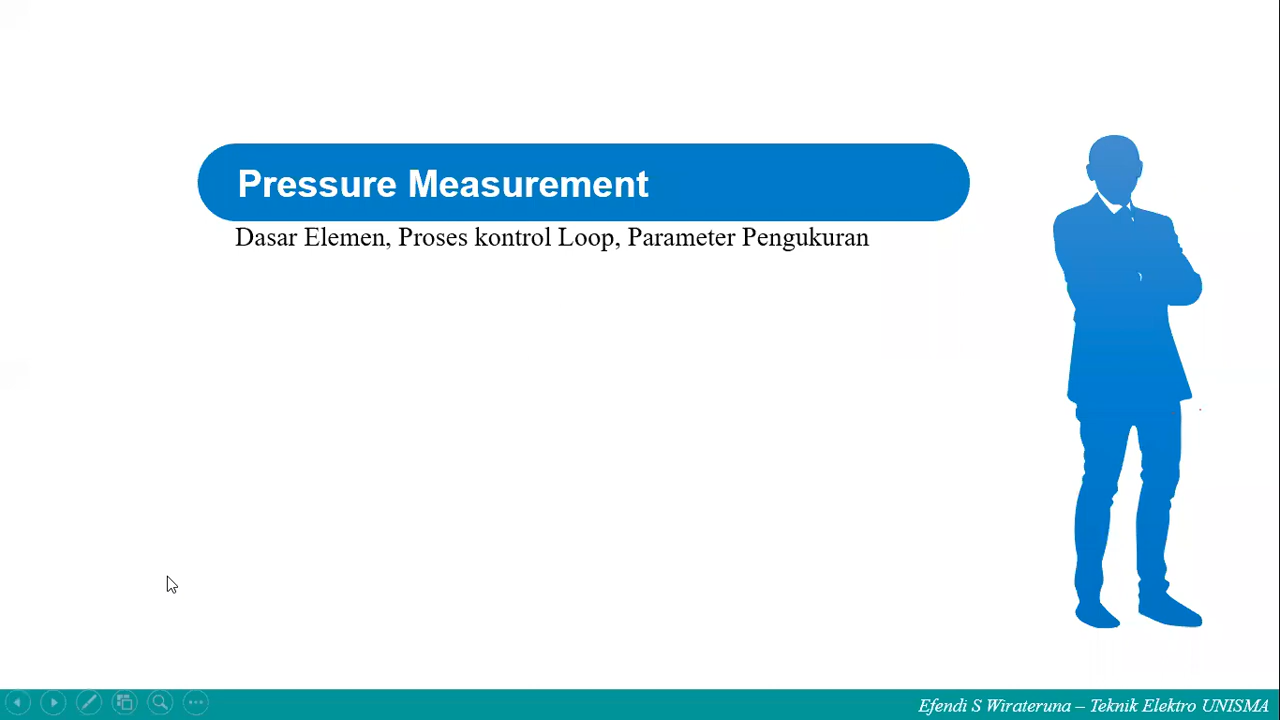 Pressure Measurement
Dasar Elemen, Proses kontrol Loop, Parameter Pengukuran
Efendi S Wirateruna – Teknik Elektro UNISMA